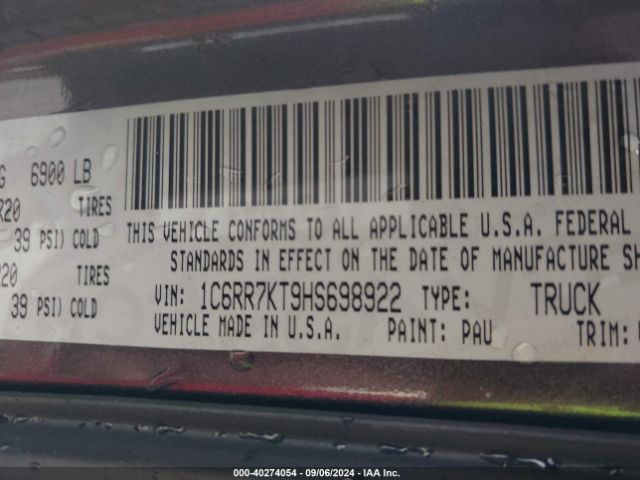 G 6900 LB
R20 TIRES
39 PSI) COLD
R20 TIRES
39 PSI) COLD
THIS VEHICLE CONFORMS TO ALL APPLICABLE U.S.A. FEDERAL
STANDARDS IN EFFECT ON THE DATE OF MANUFACTURE SH
VIN: 1C6RR7KT9HS698922 TYPE: TRUCK
VEHICLE MADE IN U.S.A. PAINT: PAU TRIM:
000-40274054 - 09/06/2024 - IAA Inc.